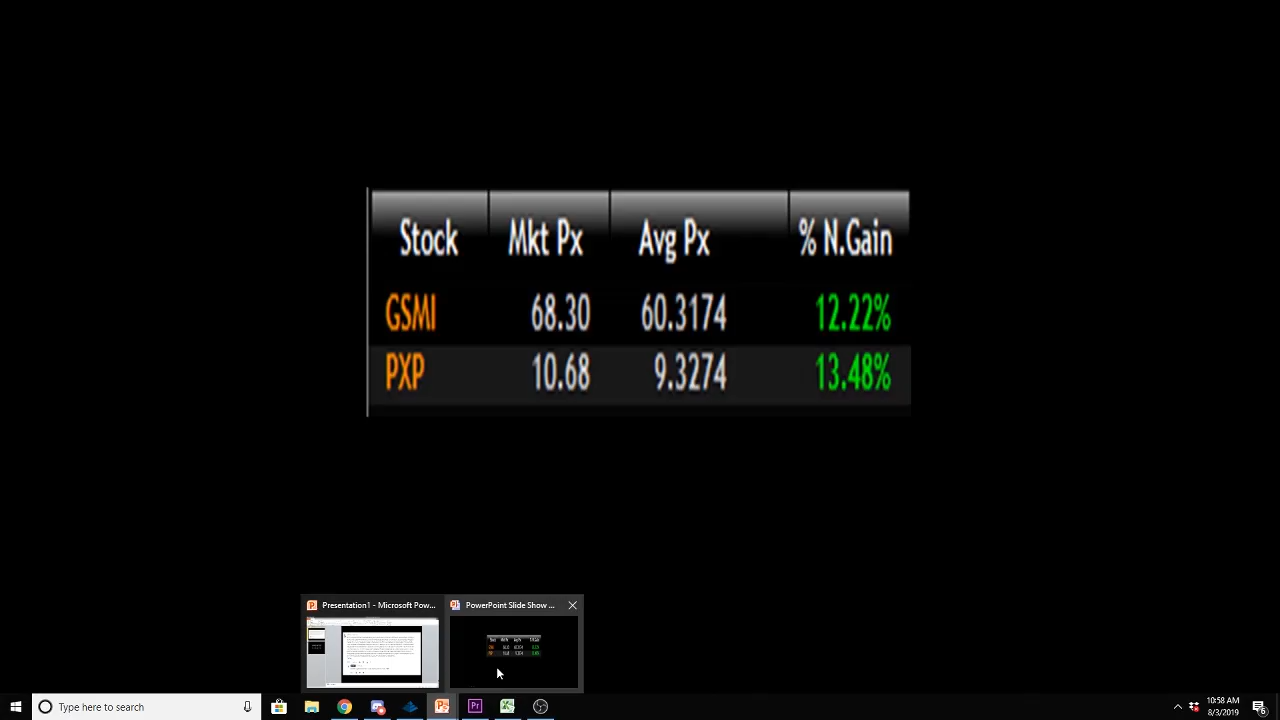 Stock Mkt Px Avg Px % N.Gain
GSMI 68.30 60.3174 12.22%
PXP 10.68 9.3274 13.48%
Presentation1 - Microsoft Pow... PowerPoint Slide Show ...
Type here to search
10:58 AM
8/3/2019
6